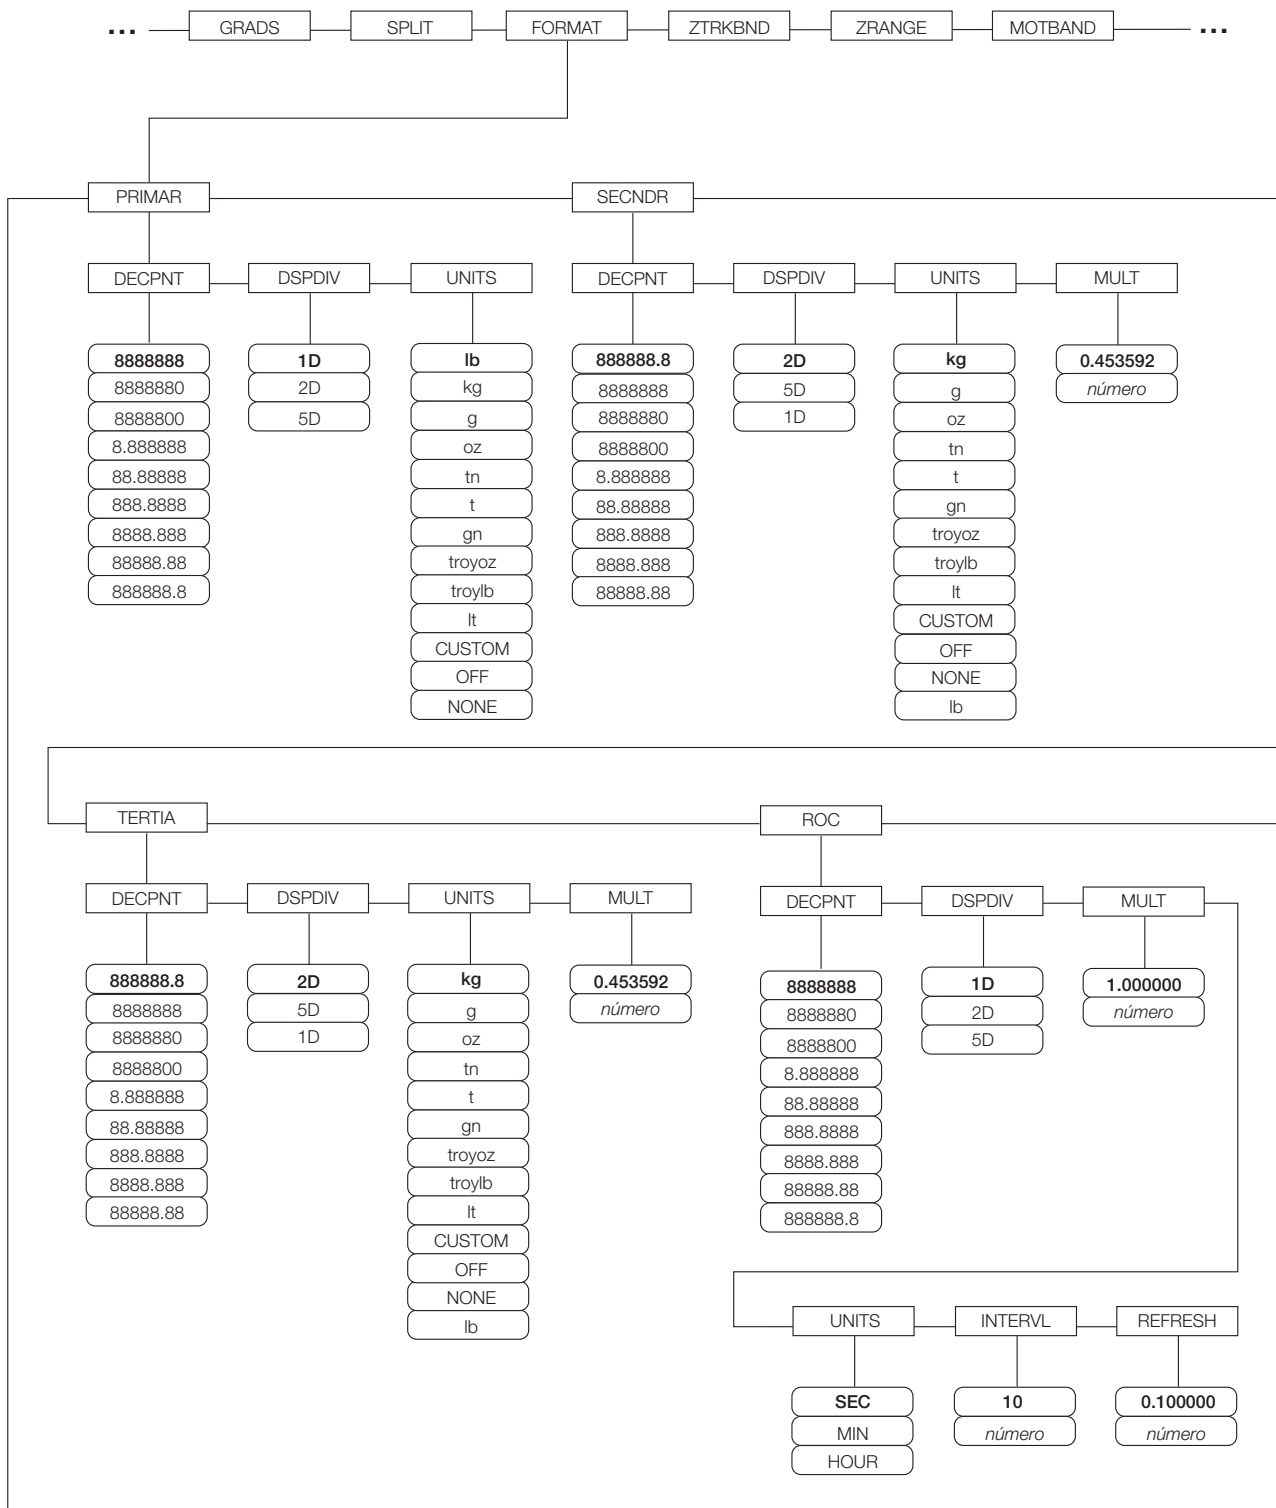 ... GRADS SPLIT FORMAT ZTRKBND ZRANGE MOTBAND ...
PRIMAR SECNDR
DECPNT DSPDIV UNITS DECPNT DSPDIV UNITS MULT
8888888 1D lb 888888.8 2D kg 0.453592
8888880 2D kg 8888888 5D g número
8888800 5D g 8888880 1D oz
8.888888 oz 8888800 tn
88.88888 tn 8.888888 t
888.8888 t 88.88888 gn
8888.888 gn 888.8888 troyoz
88888.88 troyoz 8888.888 troylb
888888.8 troylb 88888.88 lt
lt CUSTOM
CUSTOM OFF
OFF NONE
NONE lb
TERTIA ROC
DECPNT DSPDIV UNITS MULT DECPNT DSPDIV MULT
888888.8 2D kg 0.453592 8888888 1D 1.000000
8888888 5D g número 8888880 2D número
8888880 1D oz 8888800 5D
8888800 tn 8.888888
8.888888 t 88.88888
88.88888 gn 888.8888
888.8888 troyoz 8888.888
8888.888 troylb 88888.88
88888.88 lt 888888.8
CUSTOM
OFF
NONE
lb
UNITS INTERVL REFRESH
SEC 10 0.100000
MIN número número
HOUR